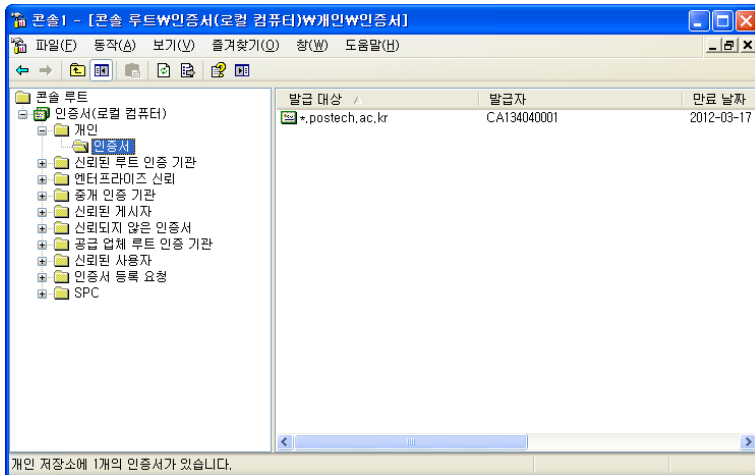 콘솔1 - [콘솔 루트₩인증서(로컬 컴퓨터)₩개인₩인증서]
파일(F) 동작(A) 보기(V) 즐겨찾기(O) 창(W) 도움말(H)
콘솔 루트
인증서(로컬 컴퓨터)
개인
인증서
신뢰된 루트 인증 기관
엔터프라이즈 신뢰
중개 인증 기관
신뢰된 게시자
신뢰되지 않은 인증서
공급 업체 루트 인증 기관
신뢰된 사용자
인증서 등록 요청
SPC
발급 대상 발급자 만료 날짜
*.postech.ac.kr CA134040001 2012-03-17
개인 저장소에 1개의 인증서가 있습니다.